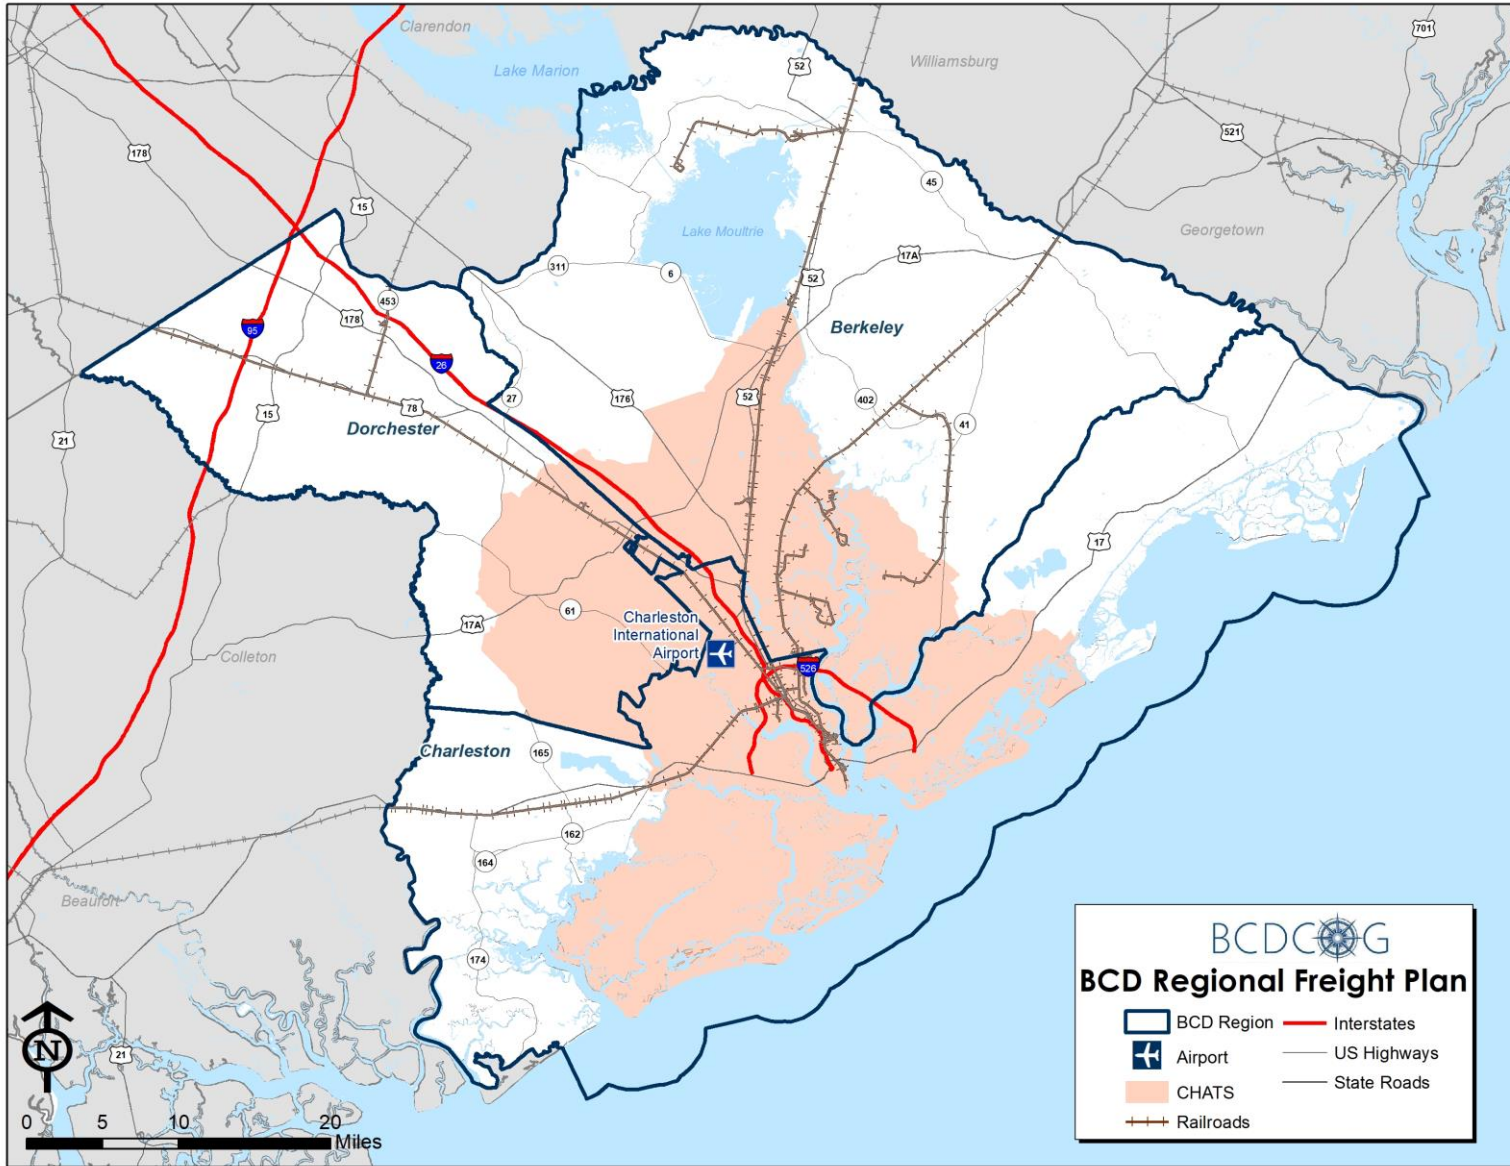 Clarendon
701
52
Williamsburg
Lake Marion
521
178
45
15
Lake Moultrie
Georgetown
17A
311
6
52
453
178
95
Berkeley
26
27
176
52
402
78
15
41
Dorchester
21
17
61
Charleston
International
Airport
17A
Colleton
526
Charleston
165
162
164
Beaufort
174
21
N
0 5 10 20
Miles
BCDCOG
BCD Regional Freight Plan
BCD Region
Interstates
Airport
US Highways
CHATS
State Roads
Railroads